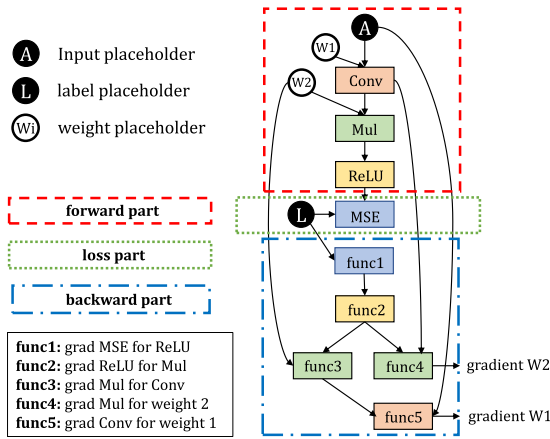 A Input placeholder
L label placeholder
Wi weight placeholder
forward part
loss part
backward part
func1: grad MSE for ReLU
func2: grad ReLU for Mul
func3: grad Mul for Conv
func4: grad Mul for weight 2
func5: grad Conv for weight 1
A
W1
W2
Conv
Mul
ReLU
L
MSE
func1
func2
func3
func4
gradient W2
func5
gradient W1